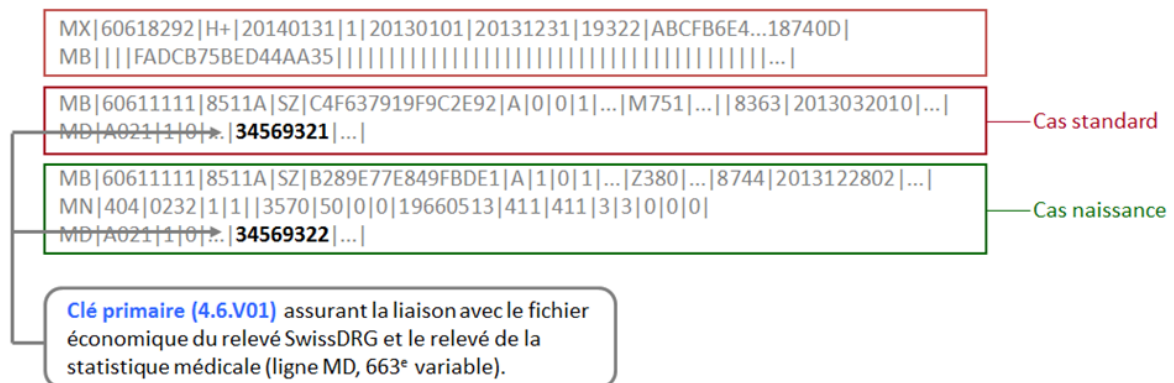 MX|60618292|H+|20140131|1|20130101|20131231|19322|ABCFB6E4...18740D|
MB||||FADCB75BED44AA35||||||||||||||||||||||||||||||||||||||||||...|
MB|60611111|8511A|SZ|C4F637919F9C2E92|A|0|0|1|...|M751|...||8363|2013032010|...|
MD|A021|1|0|...|34569321|...|
Cas standard
MB|60611111|8511A|SZ|B289E77E849FBDE1|A|1|0|1|...|Z380|...|8744|2013122802|...|
MN|404|0232|1|1||3570|50|0|0|19660513|411|411|3|3|0|0|0|
MD|A021|1|0|...|34569322|...|
Cas naissance
Clé primaire (4.6.V01) assurant la liaison avec le fichier
économique du relevé SwissDRG et le relevé de la
statistique médicale (ligne MD, 663e variable).